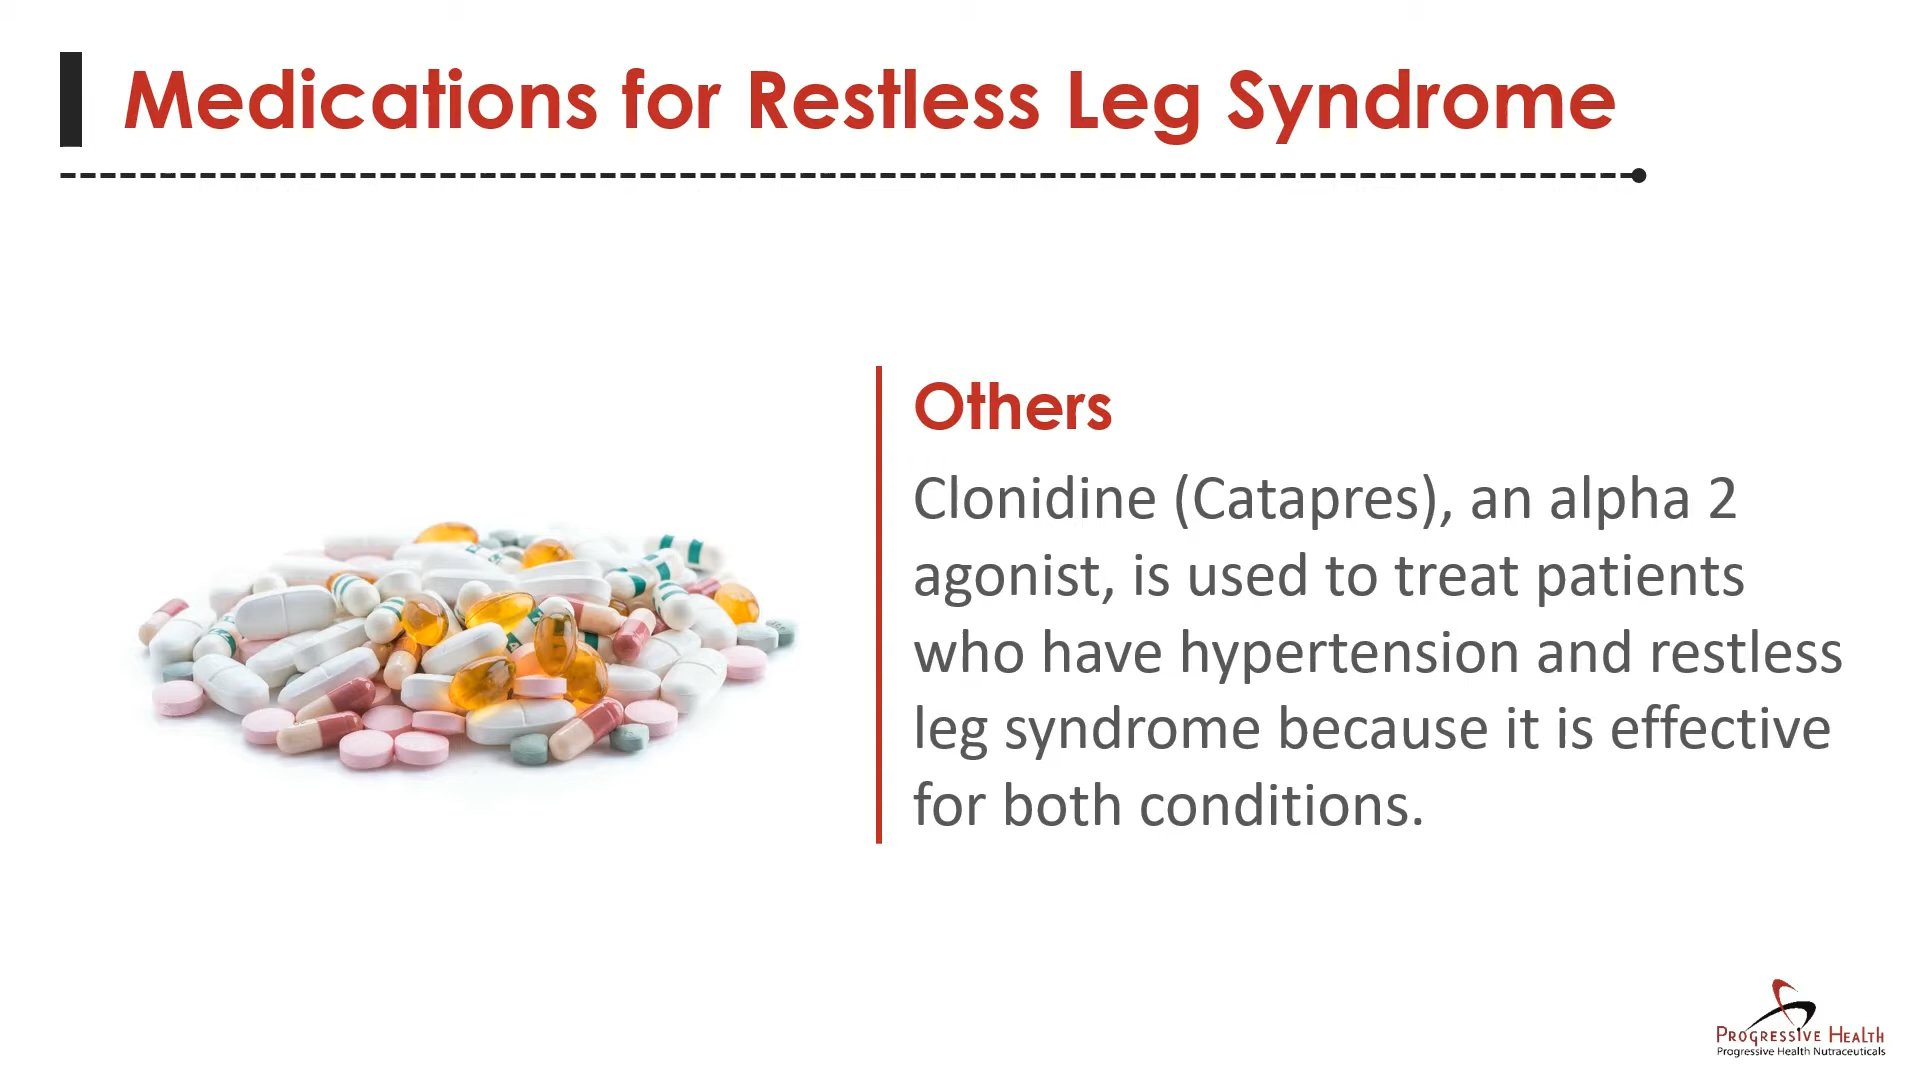 Medications for Restless Leg Syndrome
Others
Clonidine (Catapres), an alpha 2
agonist, is used to treat patients
who have hypertension and restless
leg syndrome because it is effective
for both conditions.
Progressive Health
Progressive Health Nutraceuticals